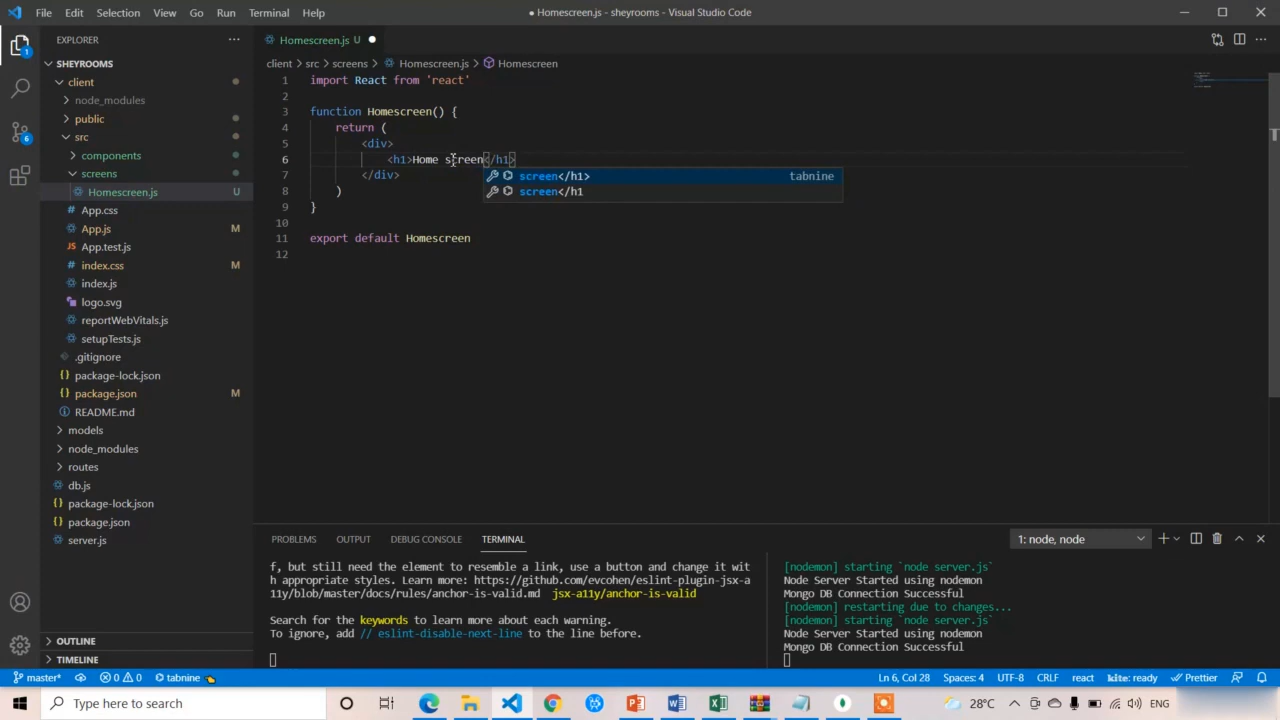 File Edit Selection View Go Run Terminal Help
● Homescreen.js - sheyrooms - Visual Studio Code
EXPLORER
SHEYROOMS
client
node_modules
public
src
components
screens
Homescreen.js U
App.css
App.js M
JS App.test.js
# index.css M
index.js
logo.svg
reportWebVitals.js
setupTests.js
.gitignore
{} package-lock.json
{} package.json M
README.md
models
node_modules
routes
db.js
{} package-lock.json
{} package.json
server.js
OUTLINE
TIMELINE
1
6
Homescreen.js U ●
client > src > screens > Homescreen.js > Homescreen
1 import React from 'react'
2
3 function Homescreen() {
4 return (
5 <div>
6 <h1>Home screen</h1>
7 </div>
8 )
9 }
10
11 export default Homescreen
12
screen</h1> tabnine
screen</h1
PROBLEMS OUTPUT DEBUG CONSOLE TERMINAL
1: node, node
f, but still need the element to resemble a link, use a button and change it wit
h appropriate styles. Learn more: https://github.com/evcohen/eslint-plugin-jsx-a
11y/blob/master/docs/rules/anchor-is-valid.md jsx-a11y/anchor-is-valid
Search for the keywords to learn more about each warning.
To ignore, add // eslint-disable-next-line to the line before.
[nodemon] starting `node server.js`
Node Server Started using nodemon
Mongo DB Connection Successful
[nodemon] restarting due to changes...
[nodemon] starting `node server.js`
Node Server Started using nodemon
Mongo DB Connection Successful
master* 0 0 tabnine
Ln 6, Col 28 Spaces: 4 UTF-8 CRLF react kite: ready Prettier
Type here to search
28°C ENG